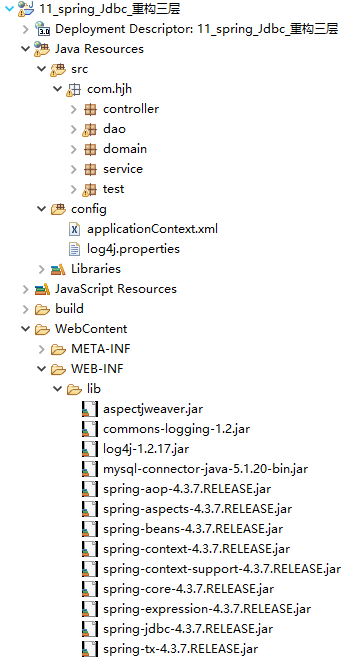 11_spring_Jdbc_重构三层
Deployment Descriptor: 11_spring_Jdbc_重构三层
Java Resources
src
com.hjh
controller
dao
domain
service
test
config
applicationContext.xml
log4j.properties
Libraries
JavaScript Resources
build
WebContent
META-INF
WEB-INF
lib
aspectjweaver.jar
commons-logging-1.2.jar
log4j-1.2.17.jar
mysql-connector-java-5.1.20-bin.jar
spring-aop-4.3.7.RELEASE.jar
spring-aspects-4.3.7.RELEASE.jar
spring-beans-4.3.7.RELEASE.jar
spring-context-4.3.7.RELEASE.jar
spring-context-support-4.3.7.RELEASE.jar
spring-core-4.3.7.RELEASE.jar
spring-expression-4.3.7.RELEASE.jar
spring-jdbc-4.3.7.RELEASE.jar
spring-tx-4.3.7.RELEASE.jar